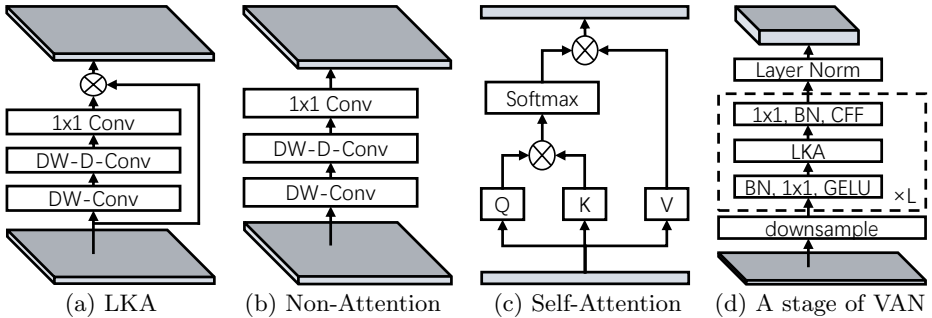 1x1 Conv
DW-D-Conv
DW-Conv
(a) LKA
1x1 Conv
DW-D-Conv
DW-Conv
(b) Non-Attention
Softmax
Q K V
(c) Self-Attention
Layer Norm
1x1, BN, CFF
LKA
BN, 1x1, GELU
×L
downsample
(d) A stage of VAN